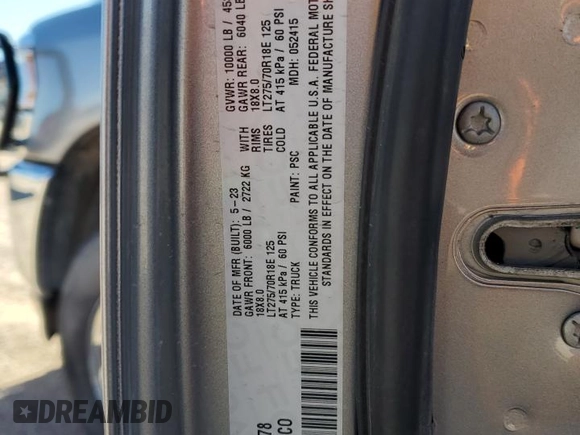 DATE OF MFR (BUILT): 5-23 GVWR: 10000 LB / 45
GAWR FRONT: 6000 LB / 2722 KG WITH GAWR REAR: 6040 LB
18X8.0 RIMS 18X8.0
LT275/70R18E 125 TIRES LT275/70R18E 125
AT 415 kPa / 60 PSI COLD AT 415 kPa / 60 PSI
TYPE: TRUCK PAINT: PSC MDH: 052415
THIS VEHICLE CONFORMS TO ALL APPLICABLE U.S.A. FEDERAL MOT
STANDARDS IN EFFECT ON THE DATE OF MANUFACTURE SH
78
CO
DREAMBID